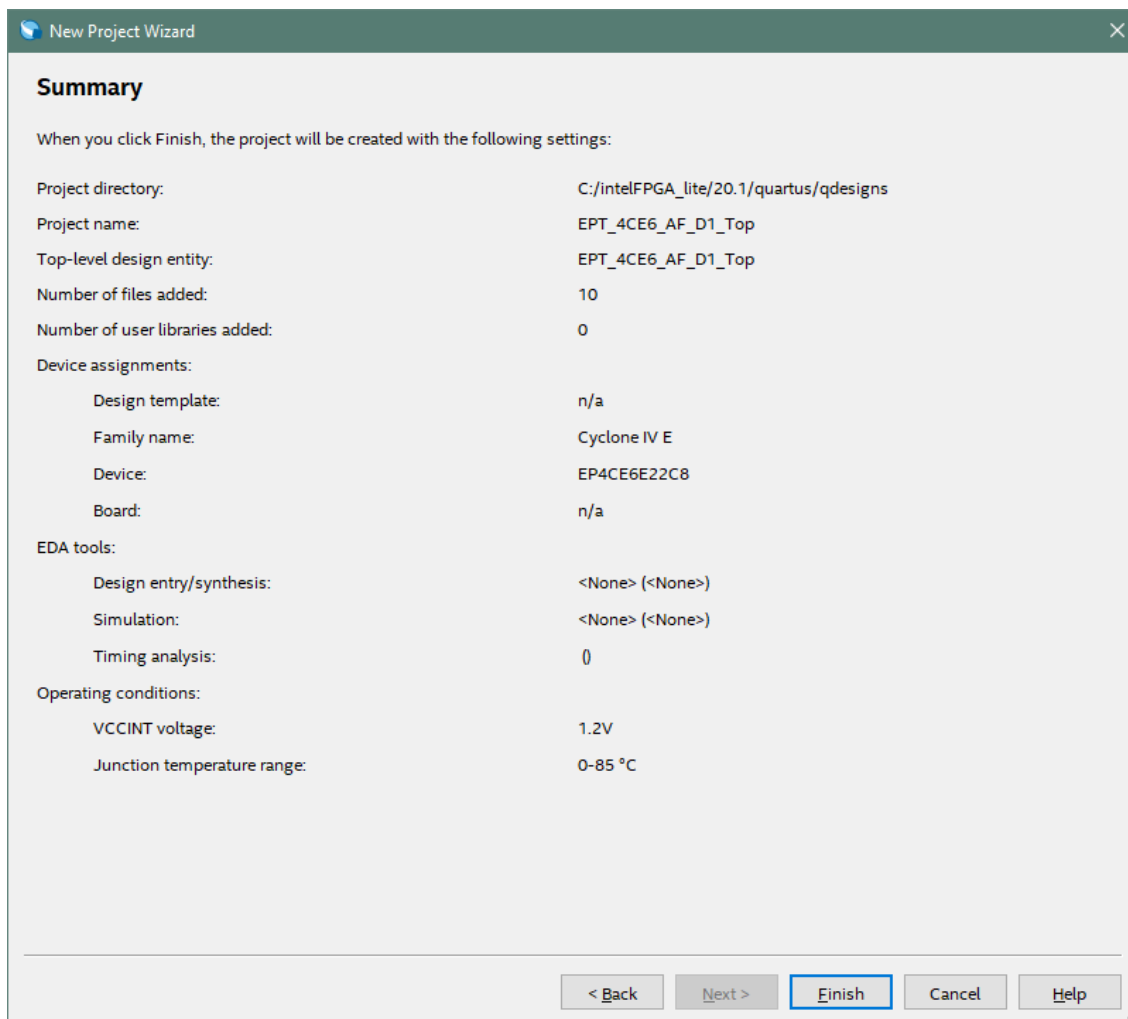 New Project Wizard
Summary
When you click Finish, the project will be created with the following settings:
Project directory: C:/intelFPGA_lite/20.1/quartus/qdesigns
Project name: EPT_4CE6_AF_D1_Top
Top-level design entity: EPT_4CE6_AF_D1_Top
Number of files added: 10
Number of user libraries added: 0
Device assignments:
Design template: n/a
Family name: Cyclone IV E
Device: EP4CE6E22C8
Board: n/a
EDA tools:
Design entry/synthesis: <None> (<None>)
Simulation: <None> (<None>)
Timing analysis: ()
Operating conditions:
VCCINT voltage: 1.2V
Junction temperature range: 0-85 °C
< Back Next > Finish Cancel Help